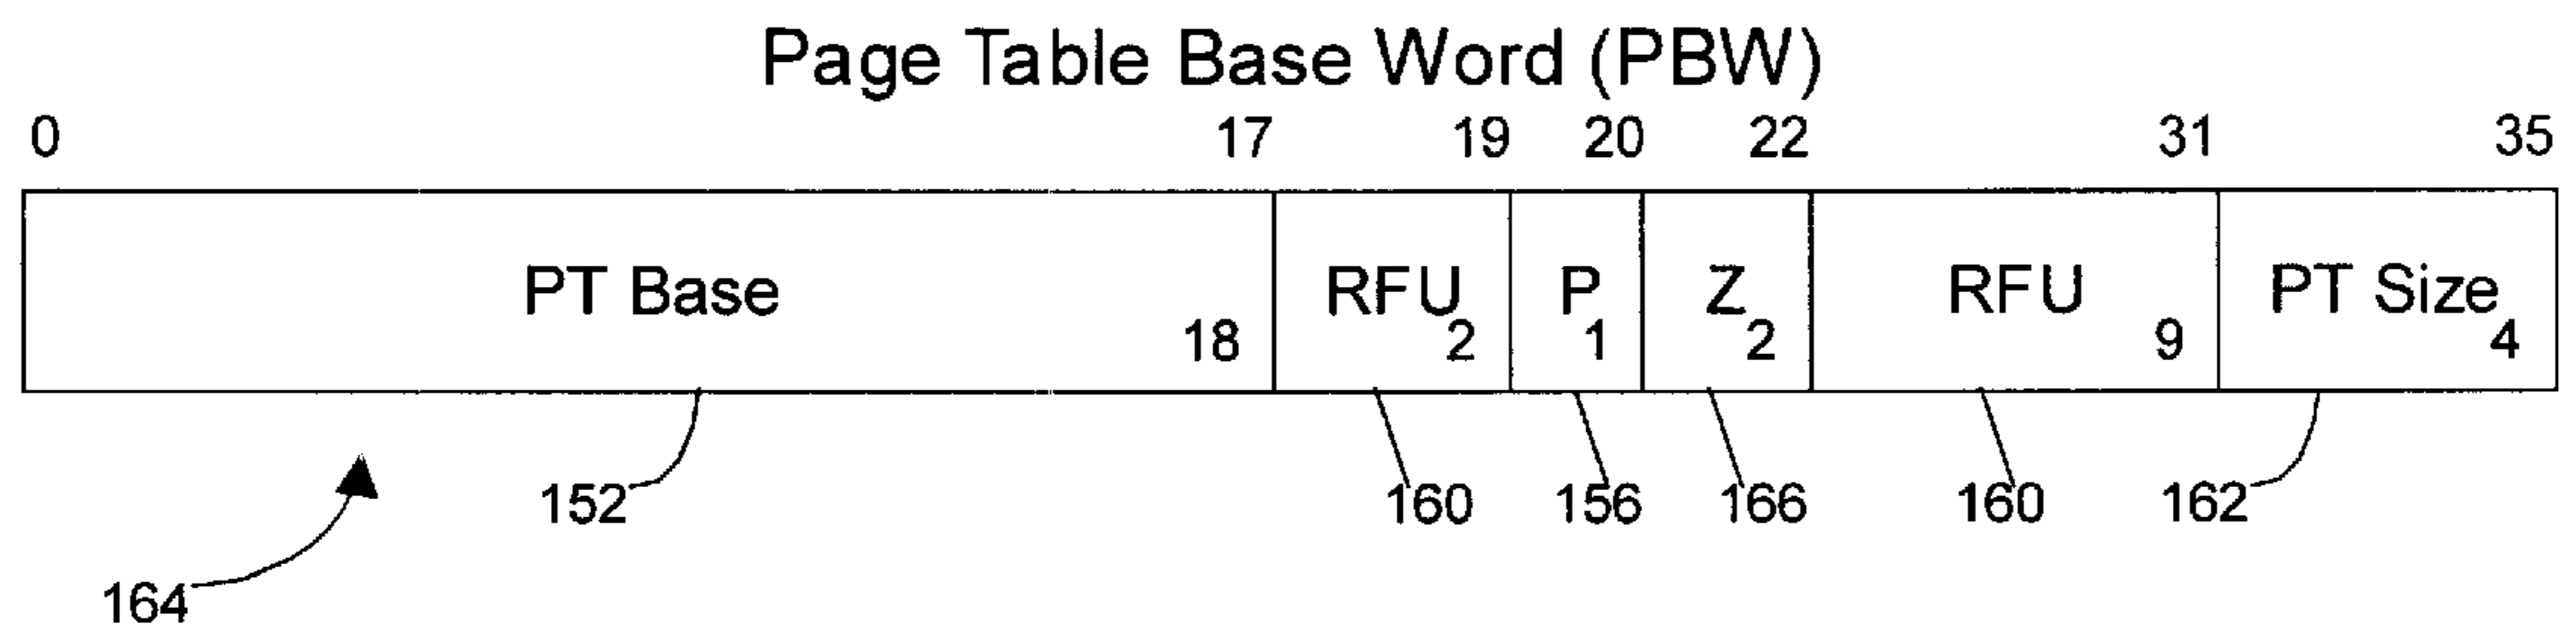 Page Table Base Word (PBW)
0 17 19 20 22 31 35
PT Base 18 RFU 2 P 1 Z 2 RFU 9 PT Size 4
152 160 156 166 160 162
164